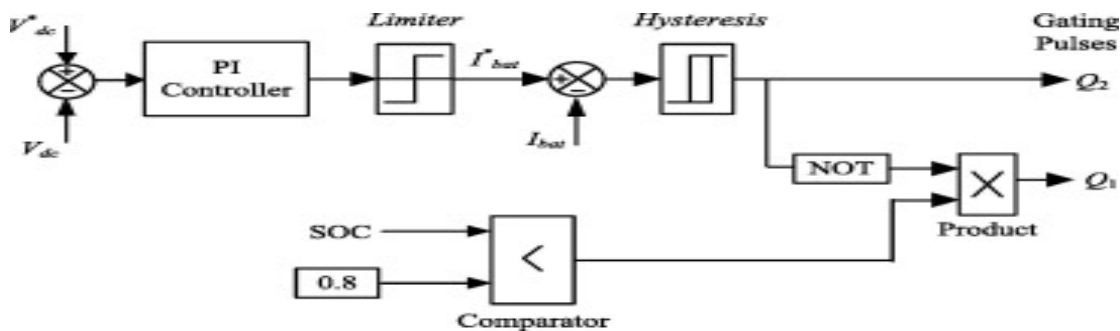 V*dc
Limiter
Hysteresis
Gating
Pulses
PI
Controller
I*bat
Q2
Vdc
Ibat
NOT
Q1
SOC
Product
<
0.8
Comparator